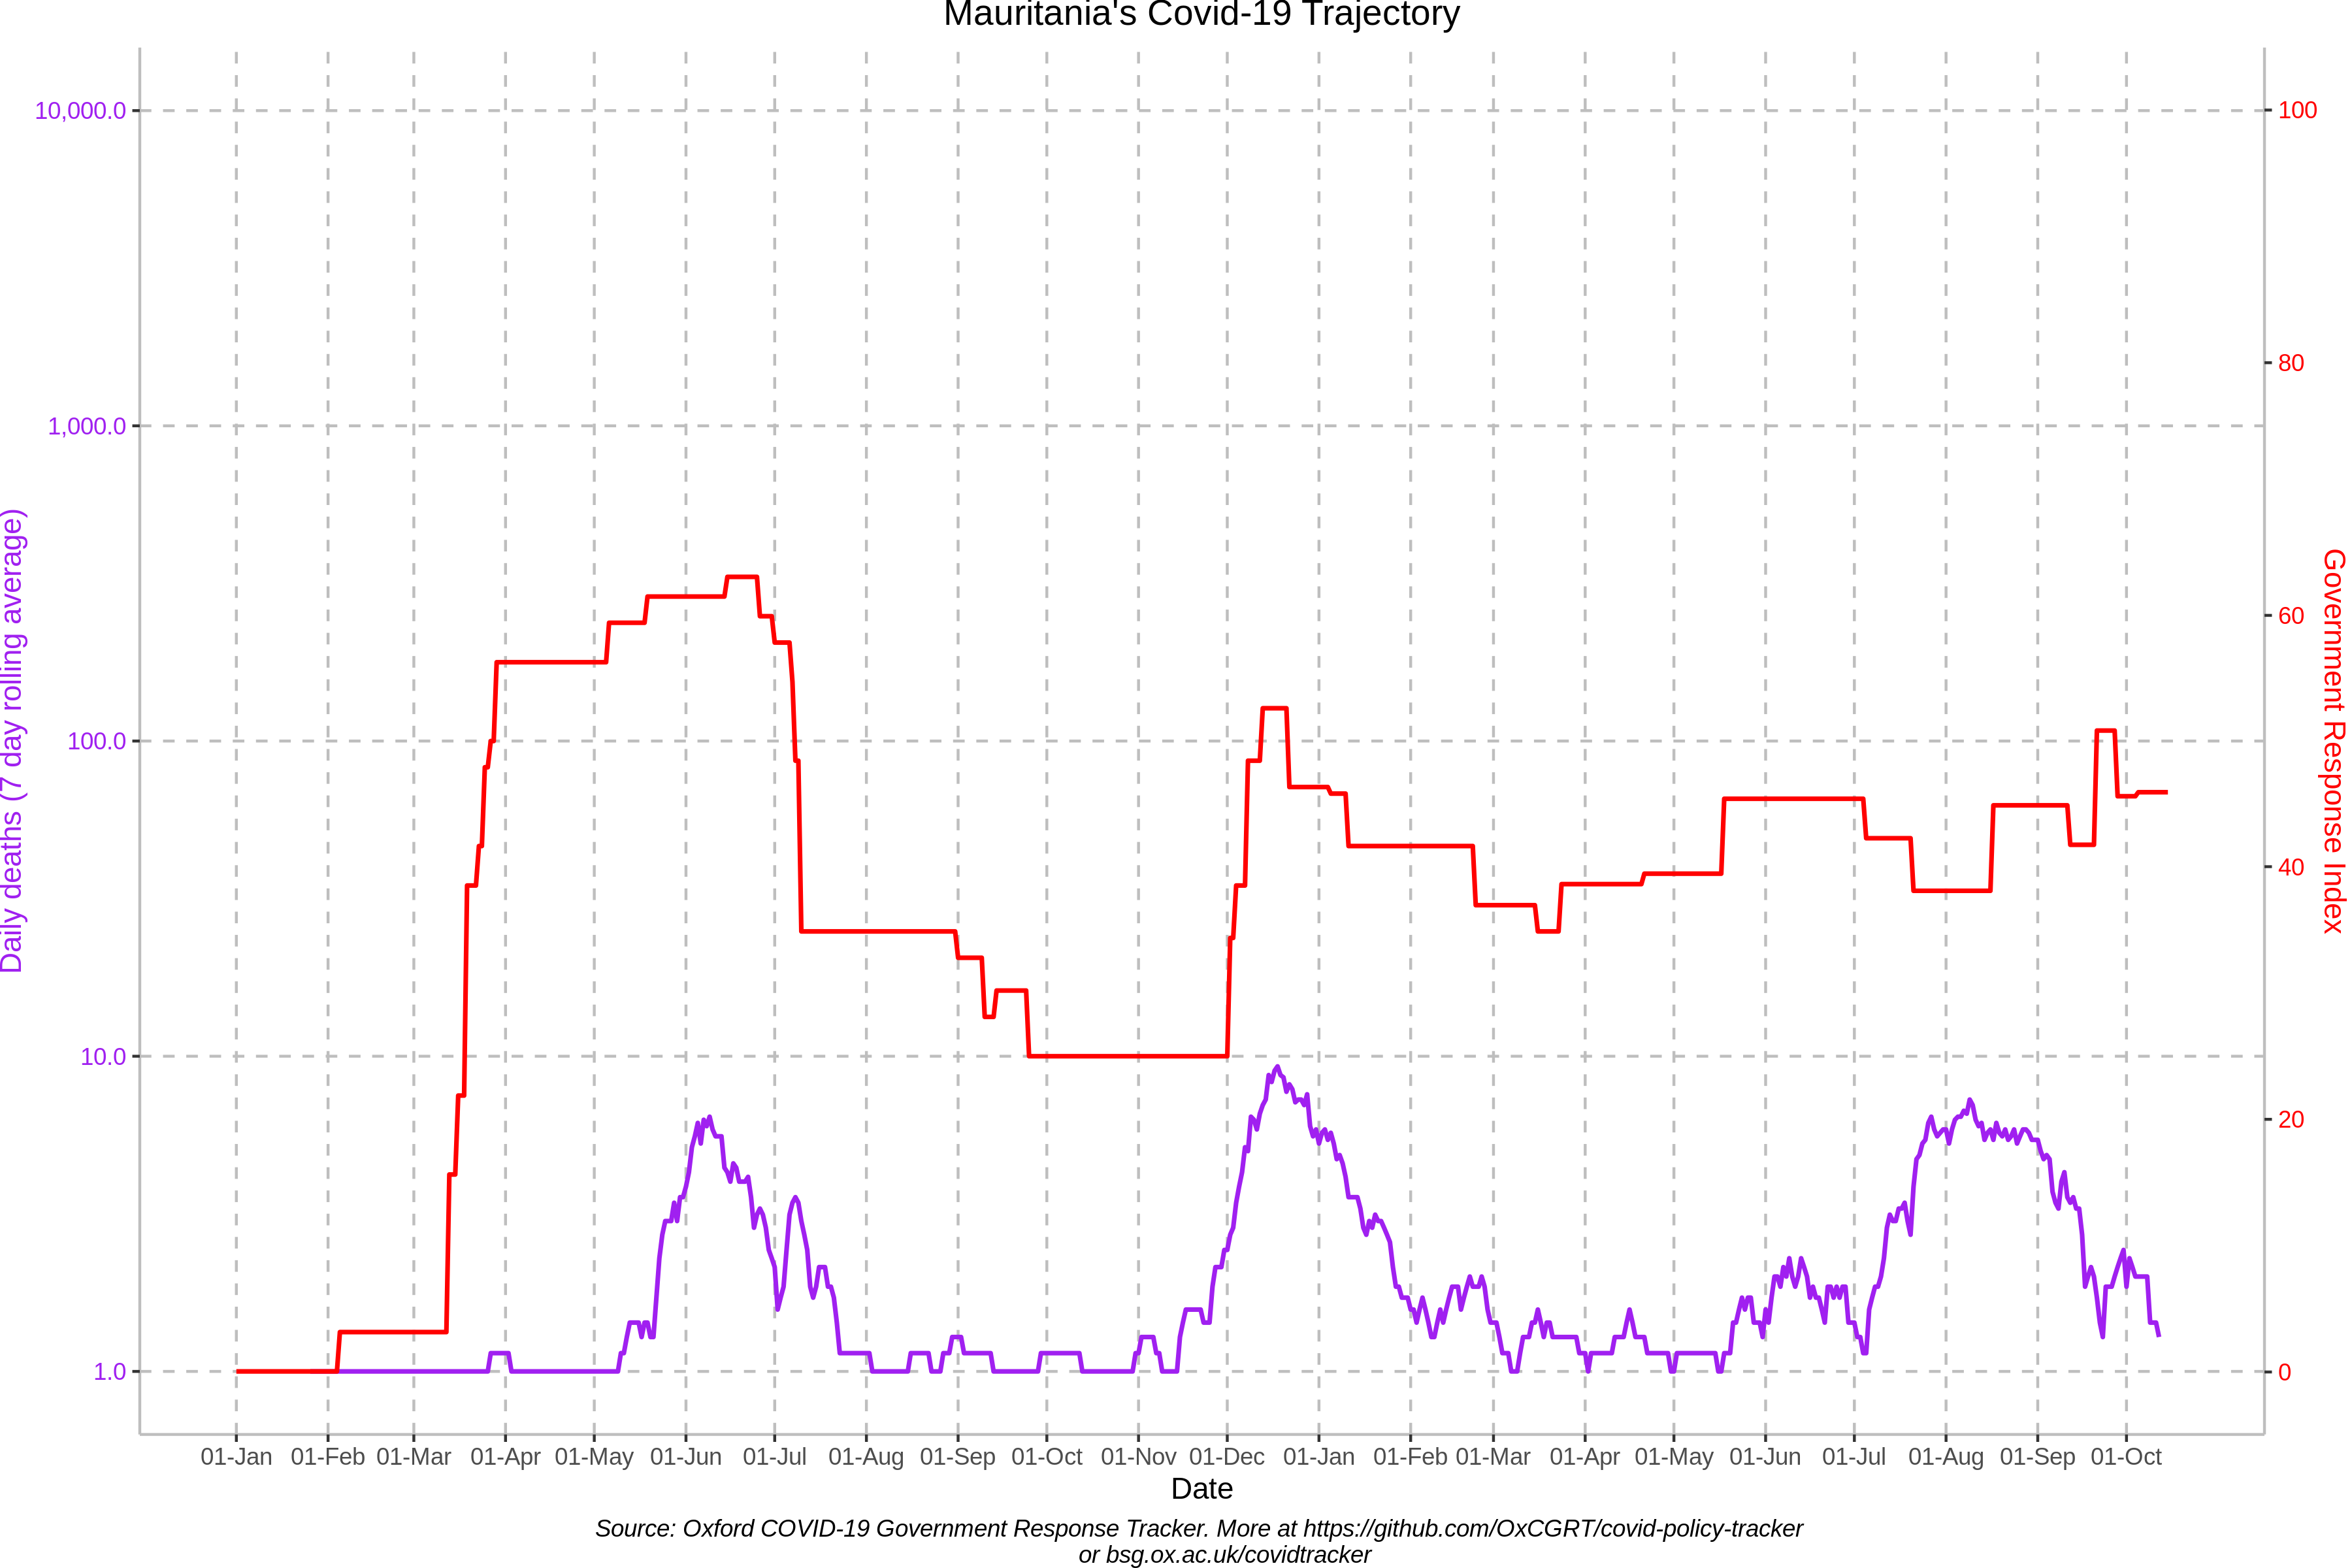 Mauritania's Covid-19 Trajectory
10,000.0
1,000.0
100.0
10.0
1.0
Daily deaths (7 day rolling average)
100
80
60
40
20
0
Government Response Index
01-Jan 01-Feb 01-Mar 01-Apr 01-May 01-Jun 01-Jul 01-Aug 01-Sep 01-Oct 01-Nov 01-Dec 01-Jan 01-Feb 01-Mar 01-Apr 01-May 01-Jun 01-Jul 01-Aug 01-Sep 01-Oct
Date
Source: Oxford COVID-19 Government Response Tracker. More at https://github.com/OxCGRT/covid-policy-tracker
or bsg.ox.ac.uk/covidtracker